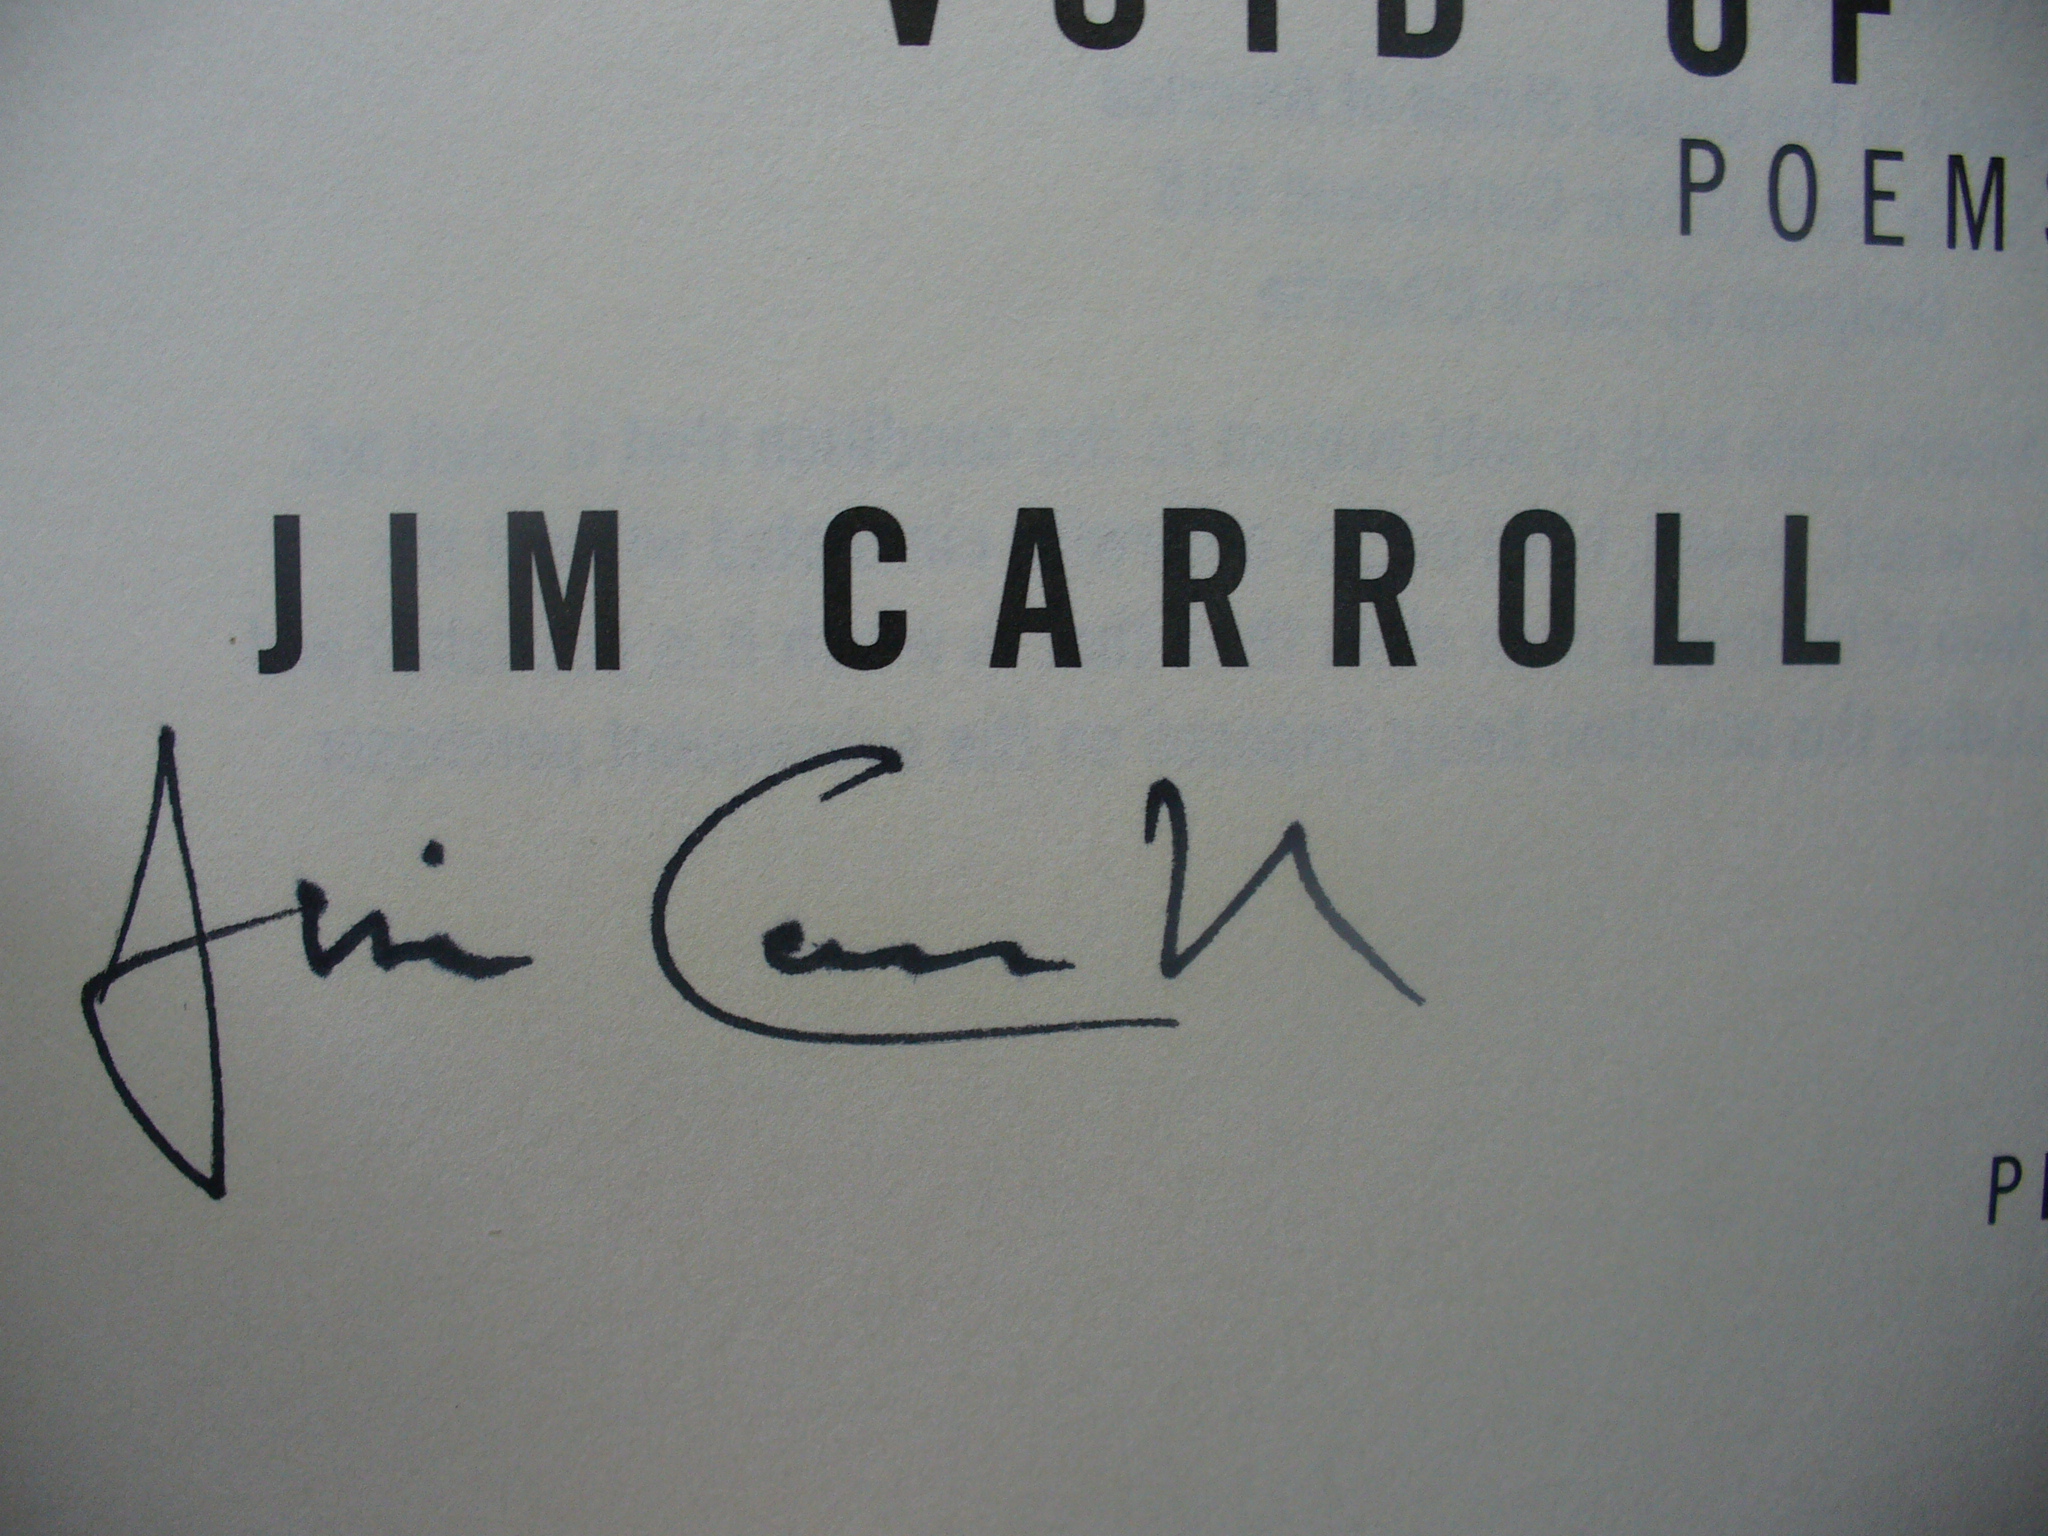 VOID OF
POEMS
JIM CARROLL
Jim Carroll